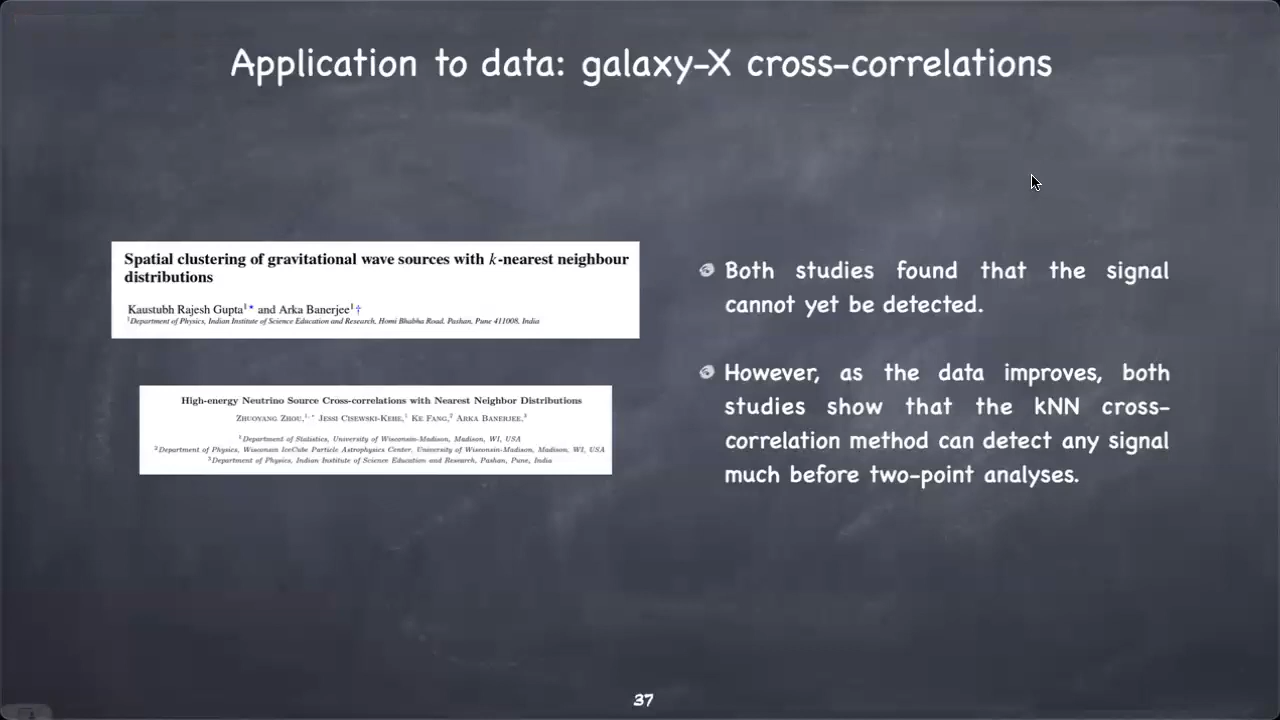 Application to data: galaxy-X cross-correlations
Spatial clustering of gravitational wave sources with k-nearest neighbour
distributions
Kaustubh Rajesh Gupta¹* and Arka Banerjee¹†
¹Department of Physics, Indian Institute of Science Education and Research, Homi Bhabha Road, Pashan, Pune 411008, India
High-energy Neutrino Source Cross-correlations with Nearest Neighbor Distributions
Zhuoyang Zhou,¹,* Jessi Cisewski-Kehe,¹ Ke Fang,² Arka Banerjee,³
¹Department of Statistics, University of Wisconsin-Madison, Madison, WI, USA
²Department of Physics, Wisconsin IceCube Particle Astrophysics Center, University of Wisconsin-Madison, Madison, WI, USA
³Department of Physics, Indian Institute of Science Education and Research, Pashan, Pune, India
Both studies found that the signal
cannot yet be detected.
However, as the data improves, both
studies show that the kNN cross-
correlation method can detect any signal
much before two-point analyses.
37